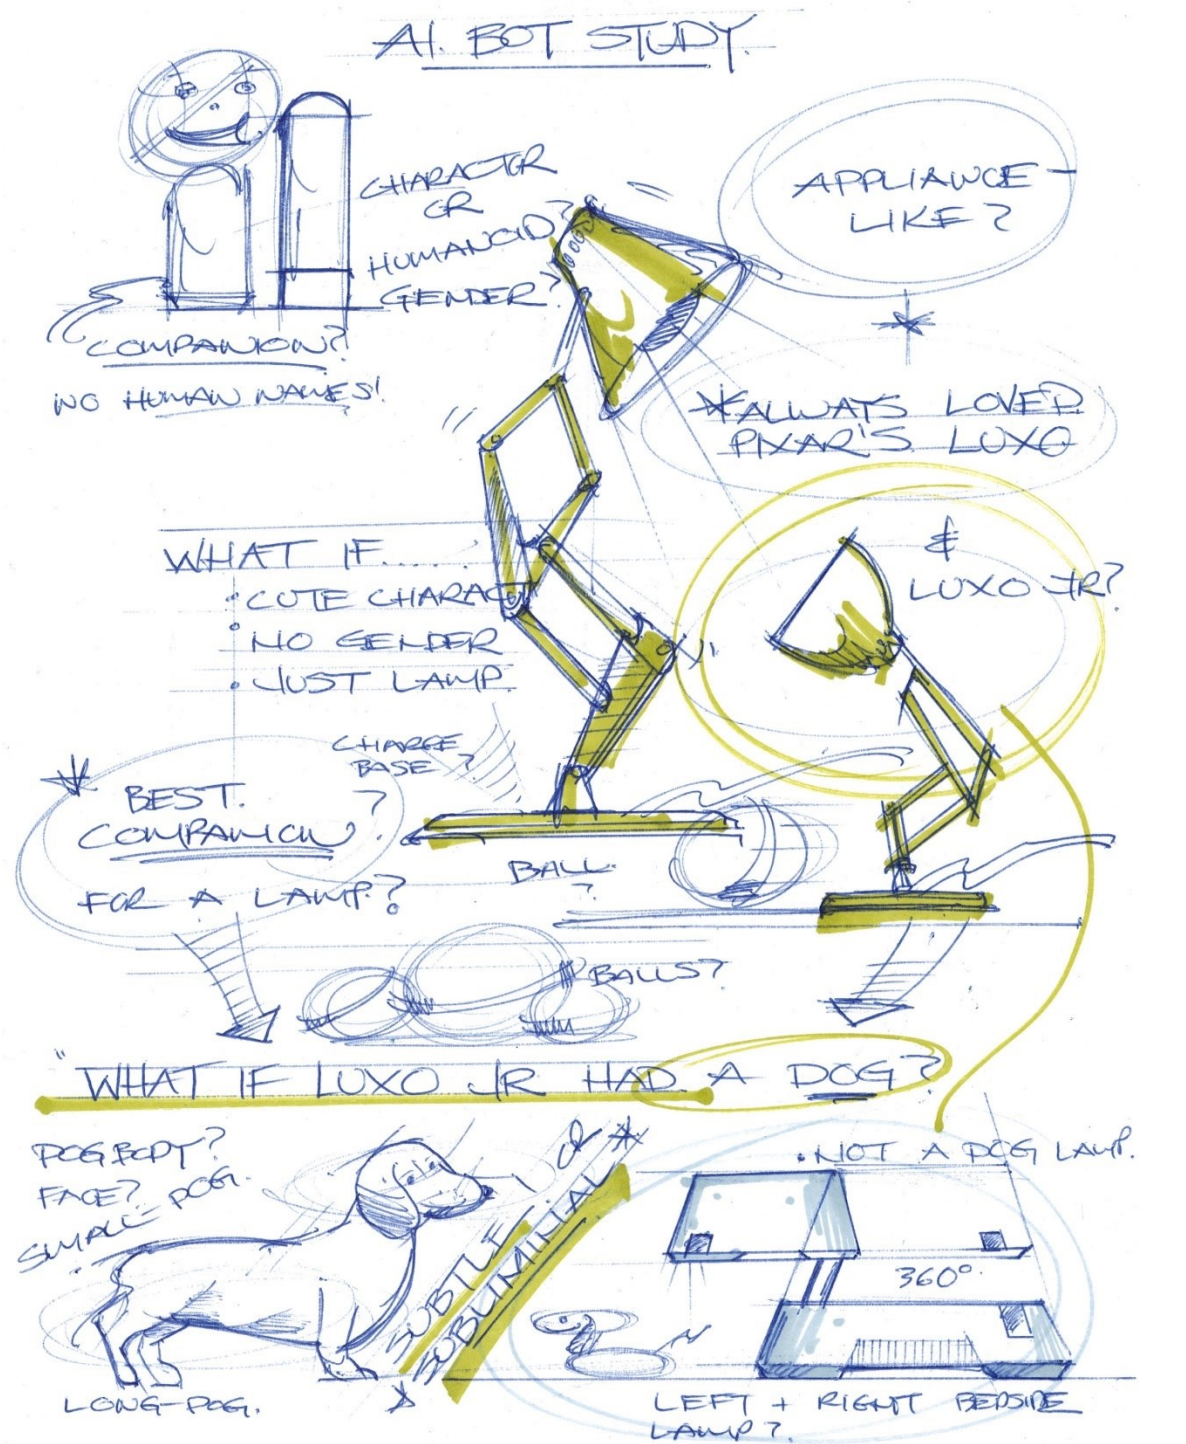 A.I. BOT STUDY.
CHARACTER
OR
HUMANOID?
GENDER?
APPLIANCE-
LIKE?
COMPANION?
NO HUMAN NAMES!
*ALWAYS LOVED
PIXAR'S LUXO
&
LUXO JR?
WHAT IF.....
• CUTE CHARACT
• NO GENDER
• JUST LAMP.
CHARGE
BASE?
BEST
COMPANION?
FOR A LAMP?
BALL
?
BALLS?
"WHAT IF LUXO JR HAD A DOG?
DOG BODY?
FACE?
SMALL DOG.
& *
SUBTLE
SUBLIMINAL
• NOT A DOG LAMP.
360°
LONG-DOG.
LEFT + RIGHT BEDSIDE
LAMP?